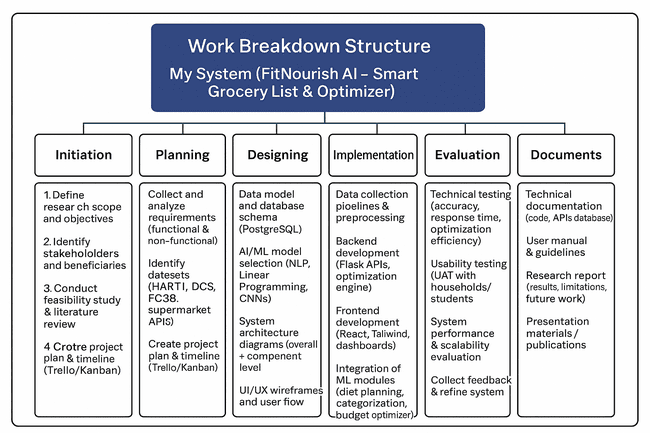 Work Breakdown Structure
My System (FitNourish AI – Smart
Grocery List & Optimizer)
Initiation
Planning
Designing
Implementation
Evaluation
Documents
1. Define
resear ch scope
and objectives
2. Identify
stakehololders
and beneficiaries
3. Conduct
feasibility study
& literature
review
4 Crotre project
plan & timeline
(Trello/Kanban)
Collect and
analyze
requirements
(functional &
non-functional)
Identify
datesets
(HARTI, DCS,
FC38.
supermarket
APIS)
Create project
plan & timeline
(Trello/Kanban)
Data model
and database
schema
(PostgreSQL)
AI/ML model
selection (NLP,
Linear
Programming,
CNNs)
System
architecture
diagrams (overall
+ compenent
level
UI/UX wireframes
and user flow
Data collection
pioelines &
preprocessing
Backend
development
(Flask APIs,
optimization
engine)
Frontend
development
(React, Taliwind,
dashboards)
Integration of
ML modules
(diet planning,
categorization,
budget optimizer)
Technical testing
(accuracy,
response time,
optimization
efficiency)
Usability testing
(UAT with
households/
students
System
performance
& scalability
evaluation
Collect feedback
& refine system
Technical
documentation
(code, APIs database)
User manual
& guidelines
Research report
(results, limitations,
future work)
Presentation
materials /
publications